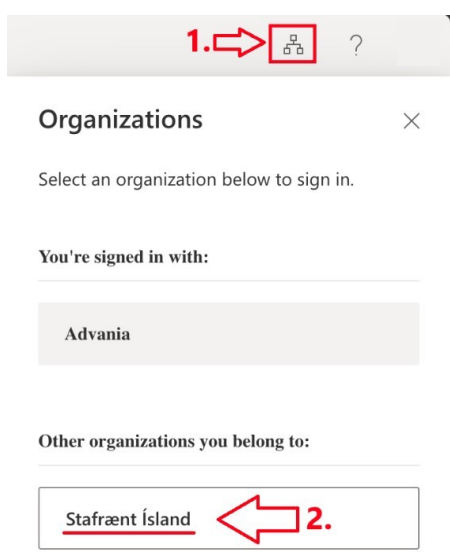 1.
?
Organizations
Select an organization below to sign in.
You're signed in with:
Advania
Other organizations you belong to:
Stafrænt Ísland 2.